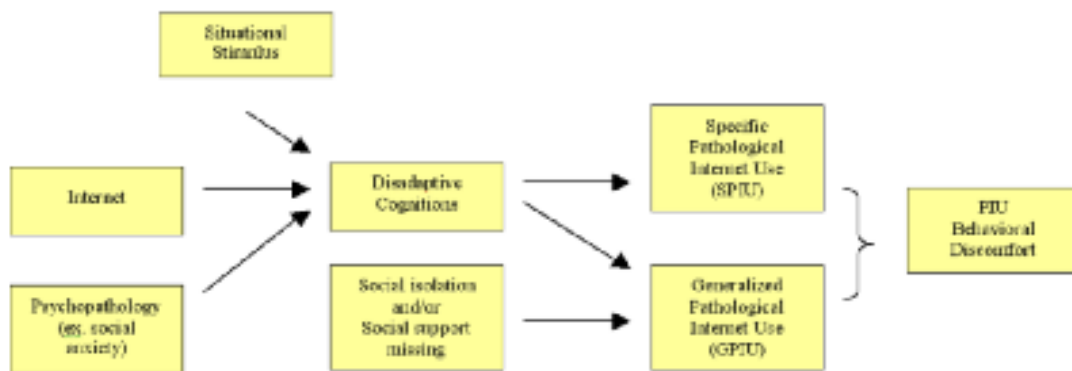 Situational
Stimulus
Internet
Psychopathology
(eg. social
anxiety)
Disadaptive
Cognitions
Social isolation
and/or
Social support
missing
Specific
Pathological
Internet Use
(SPIU)
Generalized
Pathological
Internet Use
(GPIU)
PIU
Behavioral
Discomfort